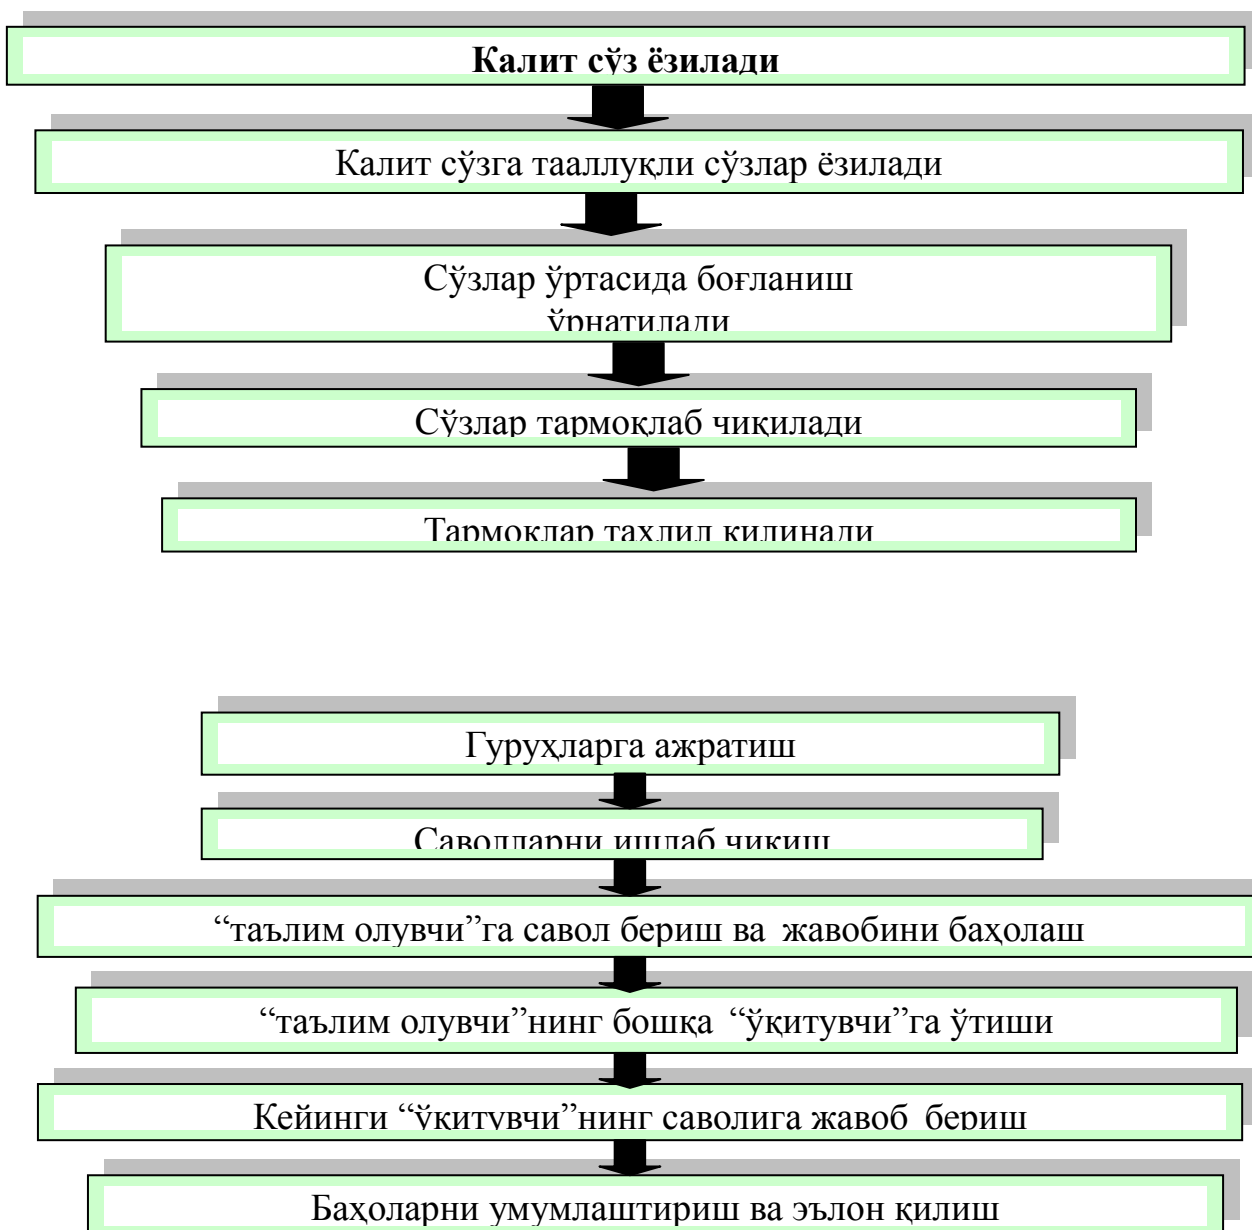 Калит сўз ёзилади
Калит сўзга тааллуқли сўзлар ёзилади
Сўзлар ўртасида боғланиш
ўрнатилади
Сўзлар тармоқлаб чиқилади
Тармоқлар таҳлил қилинади
Гуруҳларга ажратиш
Саволларни ишлаб чиқиш
“таълим олувчи”га савол бериш ва жавобини баҳолаш
“таълим олувчи”нинг бошқа “ўқитувчи”га ўтиши
Кейинги “ўқитувчи”нинг саволига жавоб бериш
Баҳоларни умумлаштириш ва эълон қилиш